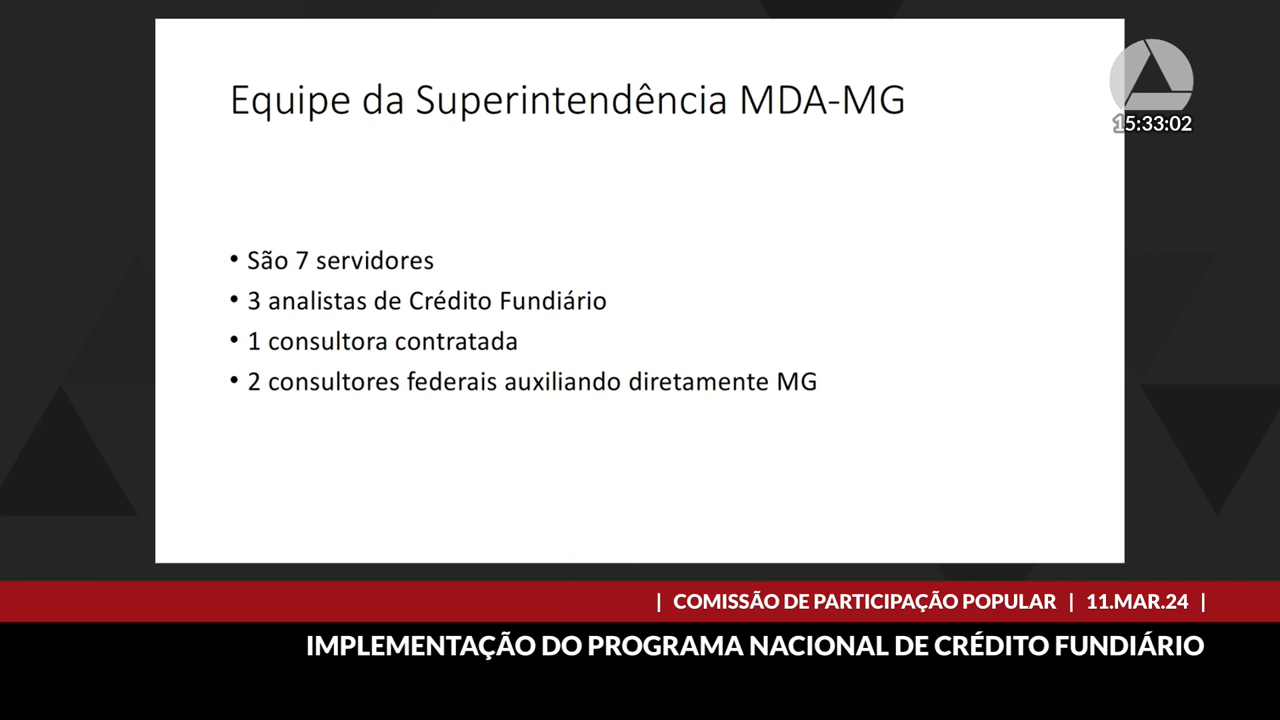 Equipe da Superintendência MDA-MG
15:33:02
• São 7 servidores
• 3 analistas de Crédito Fundiário
• 1 consultora contratada
• 2 consultores federais auxiliando diretamente MG
| COMISSÃO DE PARTICIPAÇÃO POPULAR | 11.MAR.24 |
IMPLEMENTAÇÃO DO PROGRAMA NACIONAL DE CRÉDITO FUNDIÁRIO